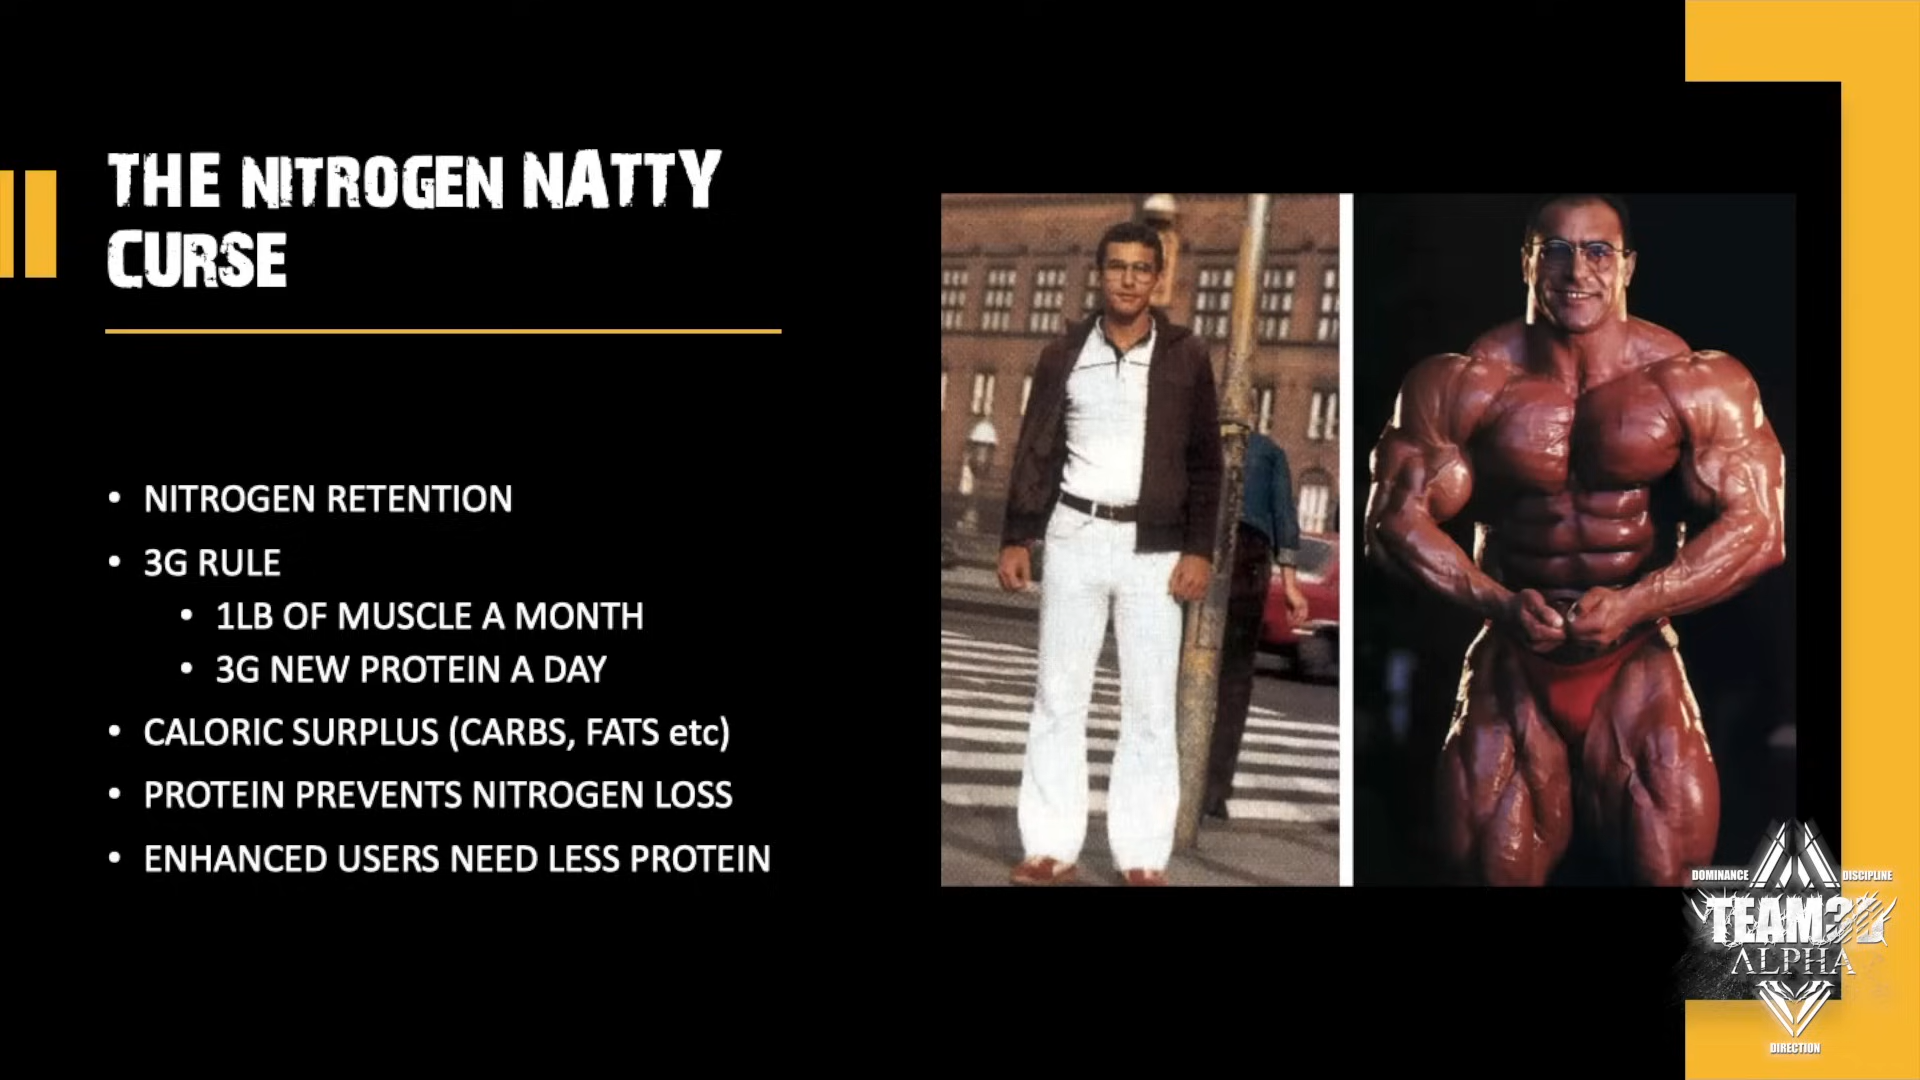 THE NITROGEN NATTY
CURSE
• NITROGEN RETENTION
• 3G RULE
• 1LB OF MUSCLE A MONTH
• 3G NEW PROTEIN A DAY
• CALORIC SURPLUS (CARBS, FATS etc)
• PROTEIN PREVENTS NITROGEN LOSS
• ENHANCED USERS NEED LESS PROTEIN
DOMINANCE DISCIPLINE
TEAM3D
ALPHA
DIRECTION